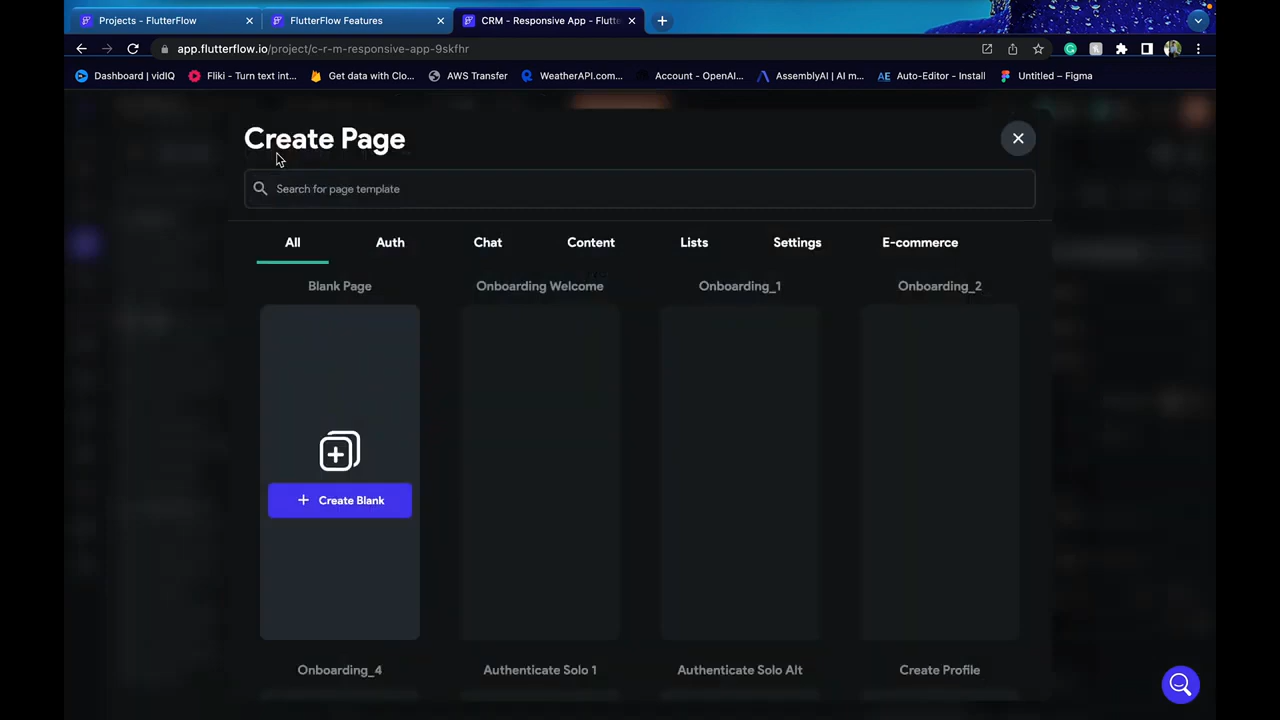 Projects - FlutterFlow
FlutterFlow Features
CRM - Responsive App - Flutte
app.flutterflow.io/project/c-r-m-responsive-app-9skfhr
Dashboard | vidIQ
Fliki - Turn text int...
Get data with Clo...
AWS Transfer
WeatherAPI.com...
Account - OpenAI...
AssemblyAI | AI m...
AE Auto-Editor - Install
Untitled – Figma
Create Page
Search for page template
All
Auth
Chat
Content
Lists
Settings
E-commerce
Blank Page
Onboarding Welcome
Onboarding_1
Onboarding_2
+ Create Blank
Onboarding_4
Authenticate Solo 1
Authenticate Solo Alt
Create Profile